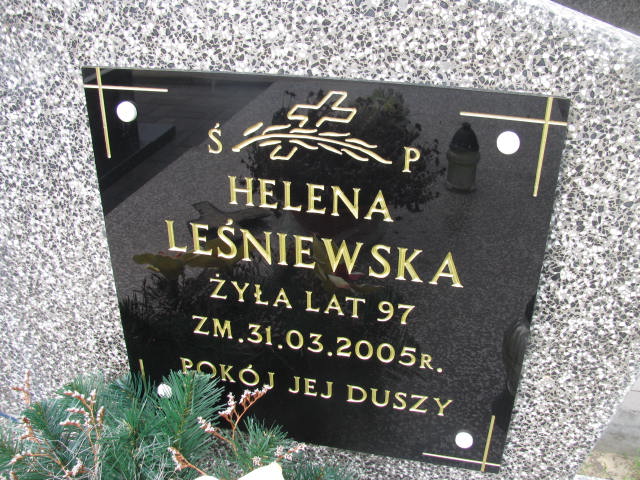 Ś P
HELENA
LEŚNIEWSKA
ŻYŁA LAT 97
ZM.31.03.2005R.
POKÓJ JEJ DUSZY